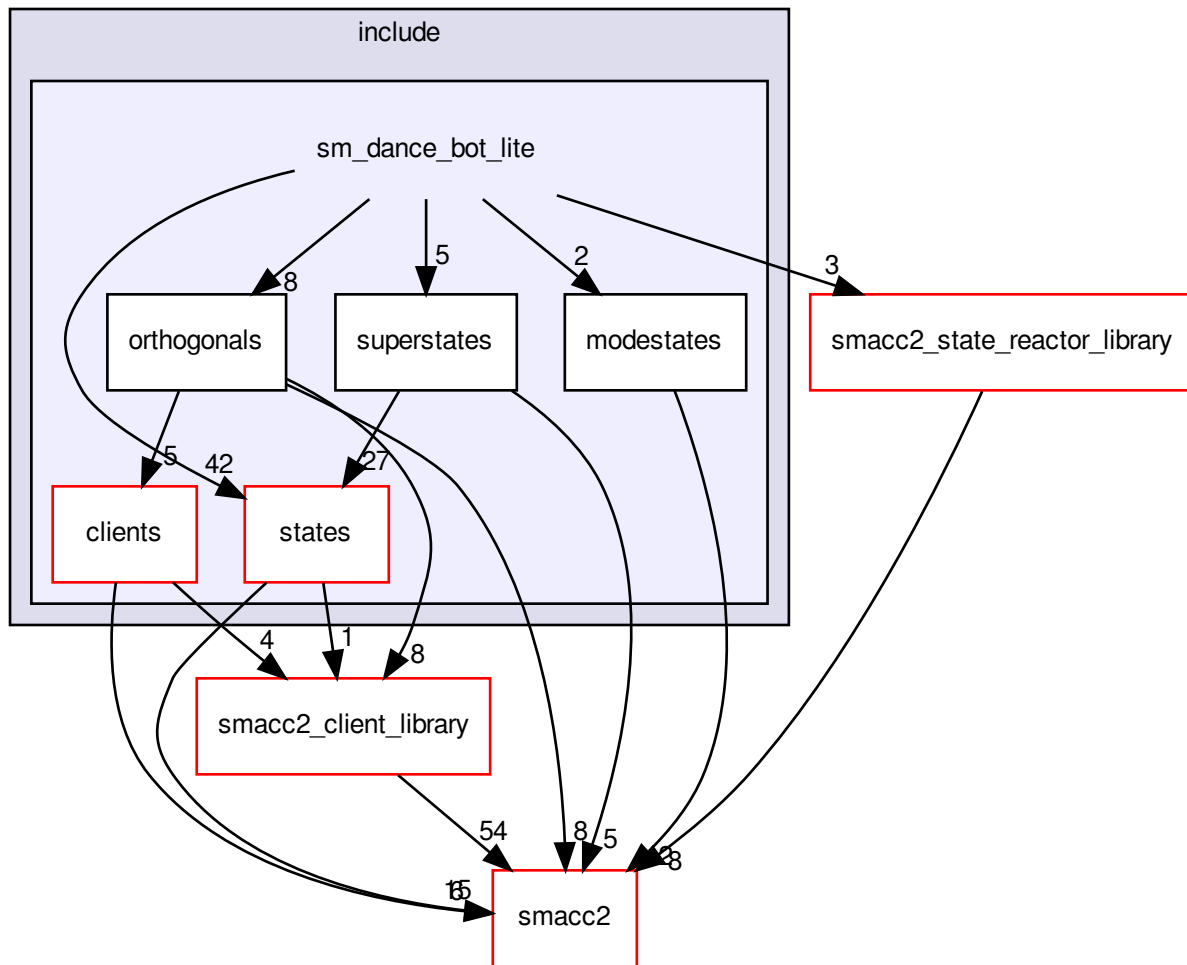 include
sm_dance_bot_lite
8
5
2
3
orthogonals
superstates
modestates
smacc2_state_reactor_library
5
42
27
clients
states
4
1
8
smacc2_client_library
54
8
5
8
smacc2